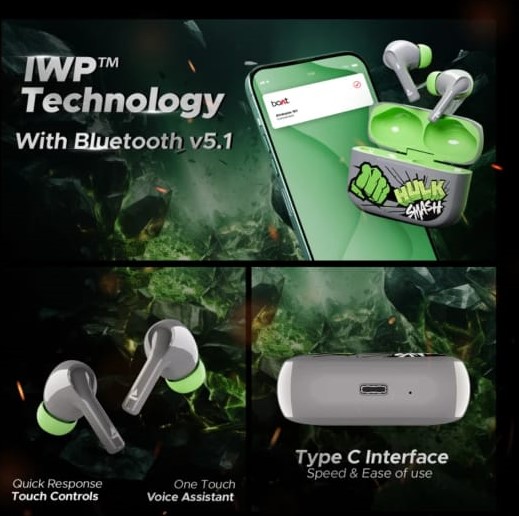 IWP™
Technology
With Bluetooth v5.1
boAt
HULK
SMASH
Quick Response
Touch Controls
One Touch
Voice Assistant
Type C Interface
Speed & Ease of use